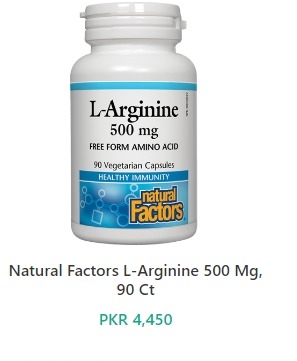 L-Arginine
500 mg
FREE FORM AMINO ACID
90 Vegetarian Capsules
HEALTHY IMMUNITY
natural
Factors
Natural Factors L-Arginine 500 Mg,
90 Ct
PKR 4,450